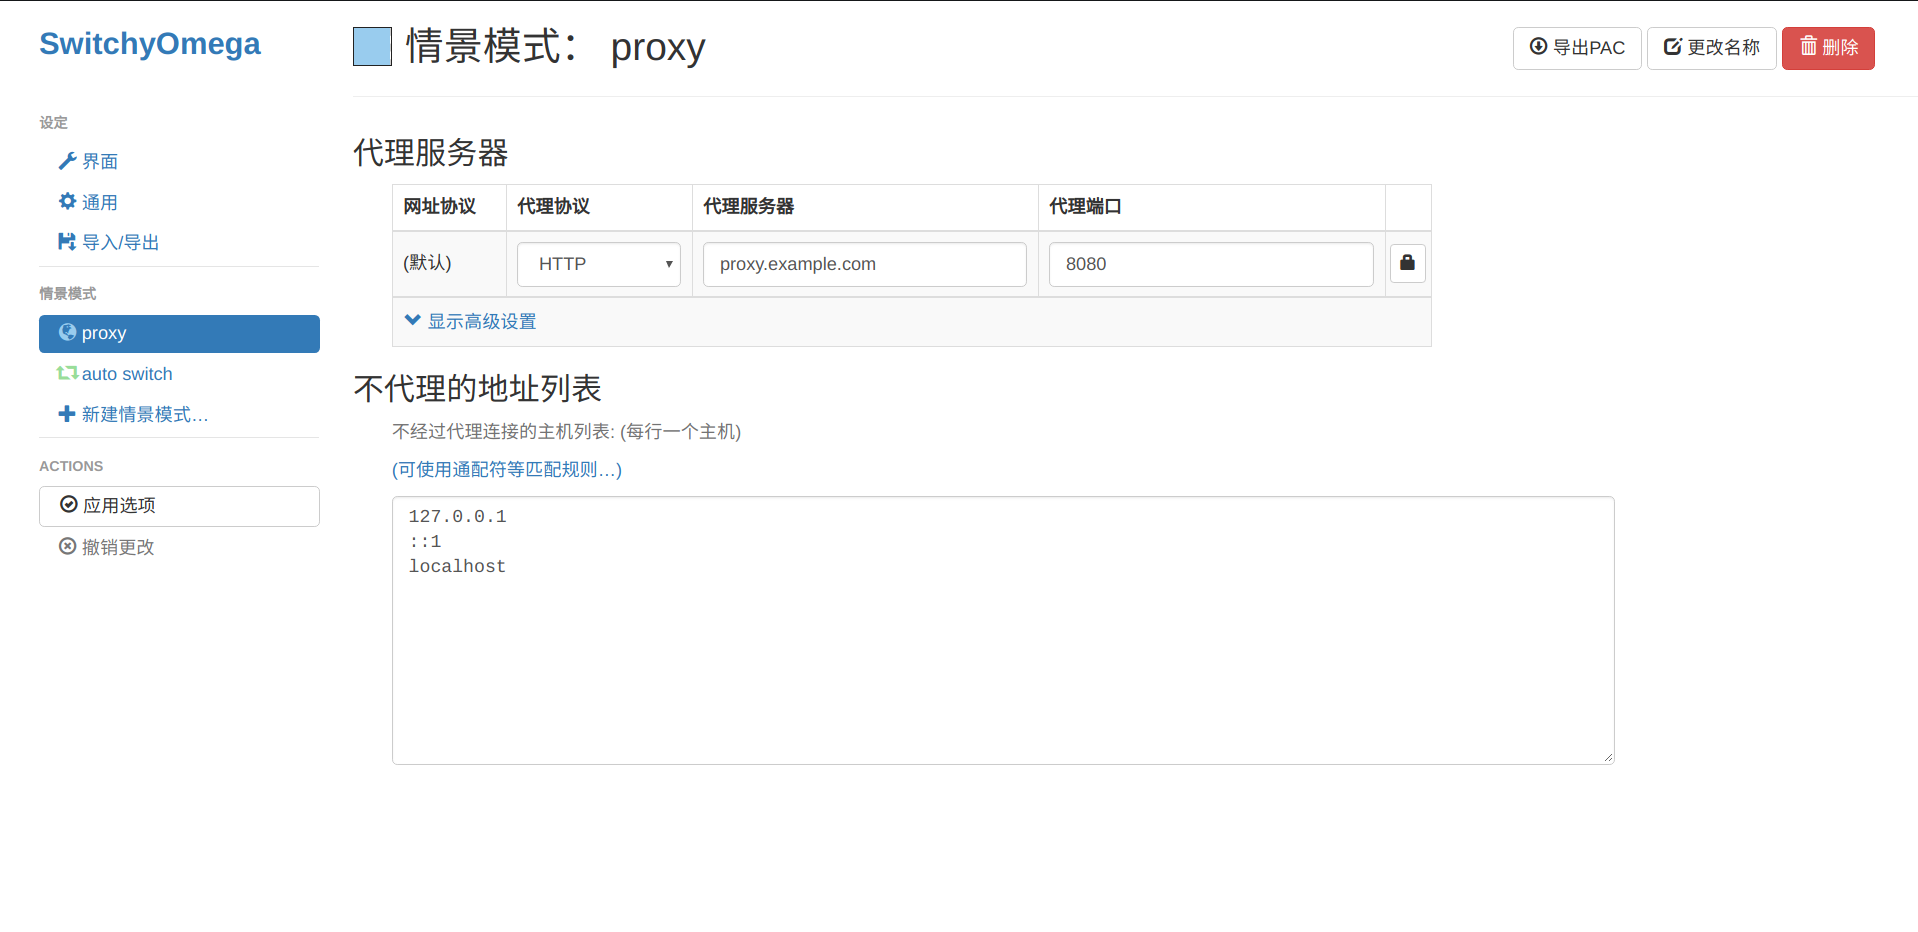 SwitchyOmega
设定
界面
通用
导入/导出
情景模式
proxy
auto switch
新建情景模式…
ACTIONS
应用选项
撤销更改
情景模式： proxy
导出PAC 更改名称 删除
代理服务器
网址协议 代理协议 代理服务器 代理端口
(默认) HTTP proxy.example.com 8080
显示高级设置
不代理的地址列表
不经过代理连接的主机列表: (每行一个主机)
(可使用通配符等匹配规则…)
127.0.0.1
::1
localhost